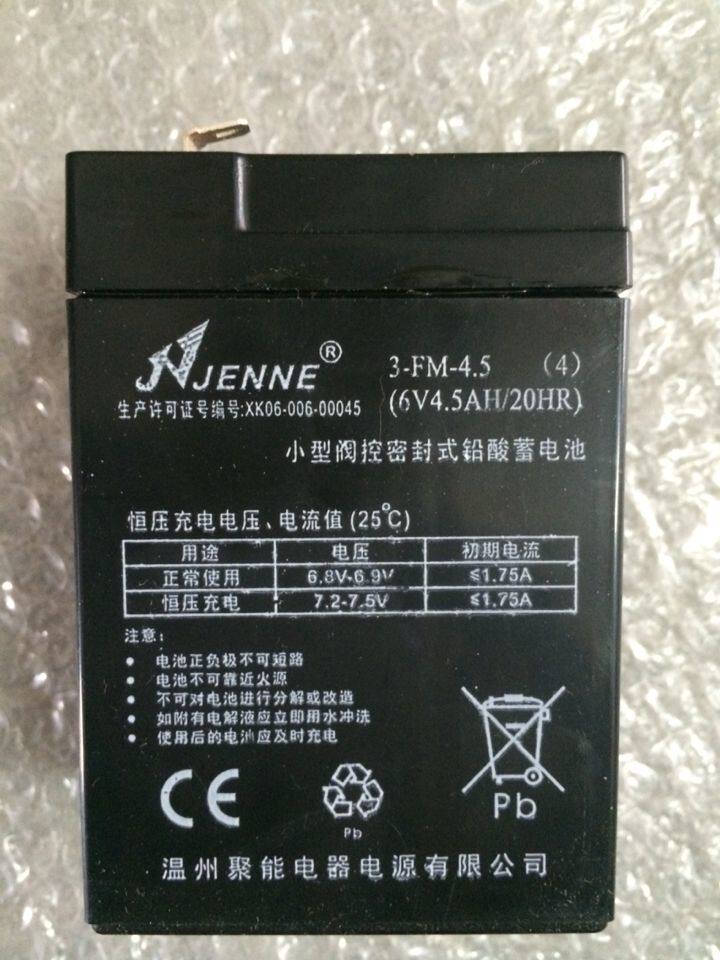 JENNE®
3-FM-4.5 (4)
生产许可证号编号:XK06-006-00045
(6V4.5AH/20HR)
小型阀控密封式铅酸蓄电池
恒压充电电压、电流值(25℃)
用途 电压 初期电流
正常使用 6.8V-6.9V ≤1.75A
恒压充电 7.2-7.5V ≤1.75A
注意:
• 电池正负极不可短路
• 电池不可靠近火源
• 不可对电池进行分解或改造
• 如附有电解液应立即用水冲洗
• 使用后的电池应及时充电
CE
Pb
Pb
温州聚能电器电源有限公司